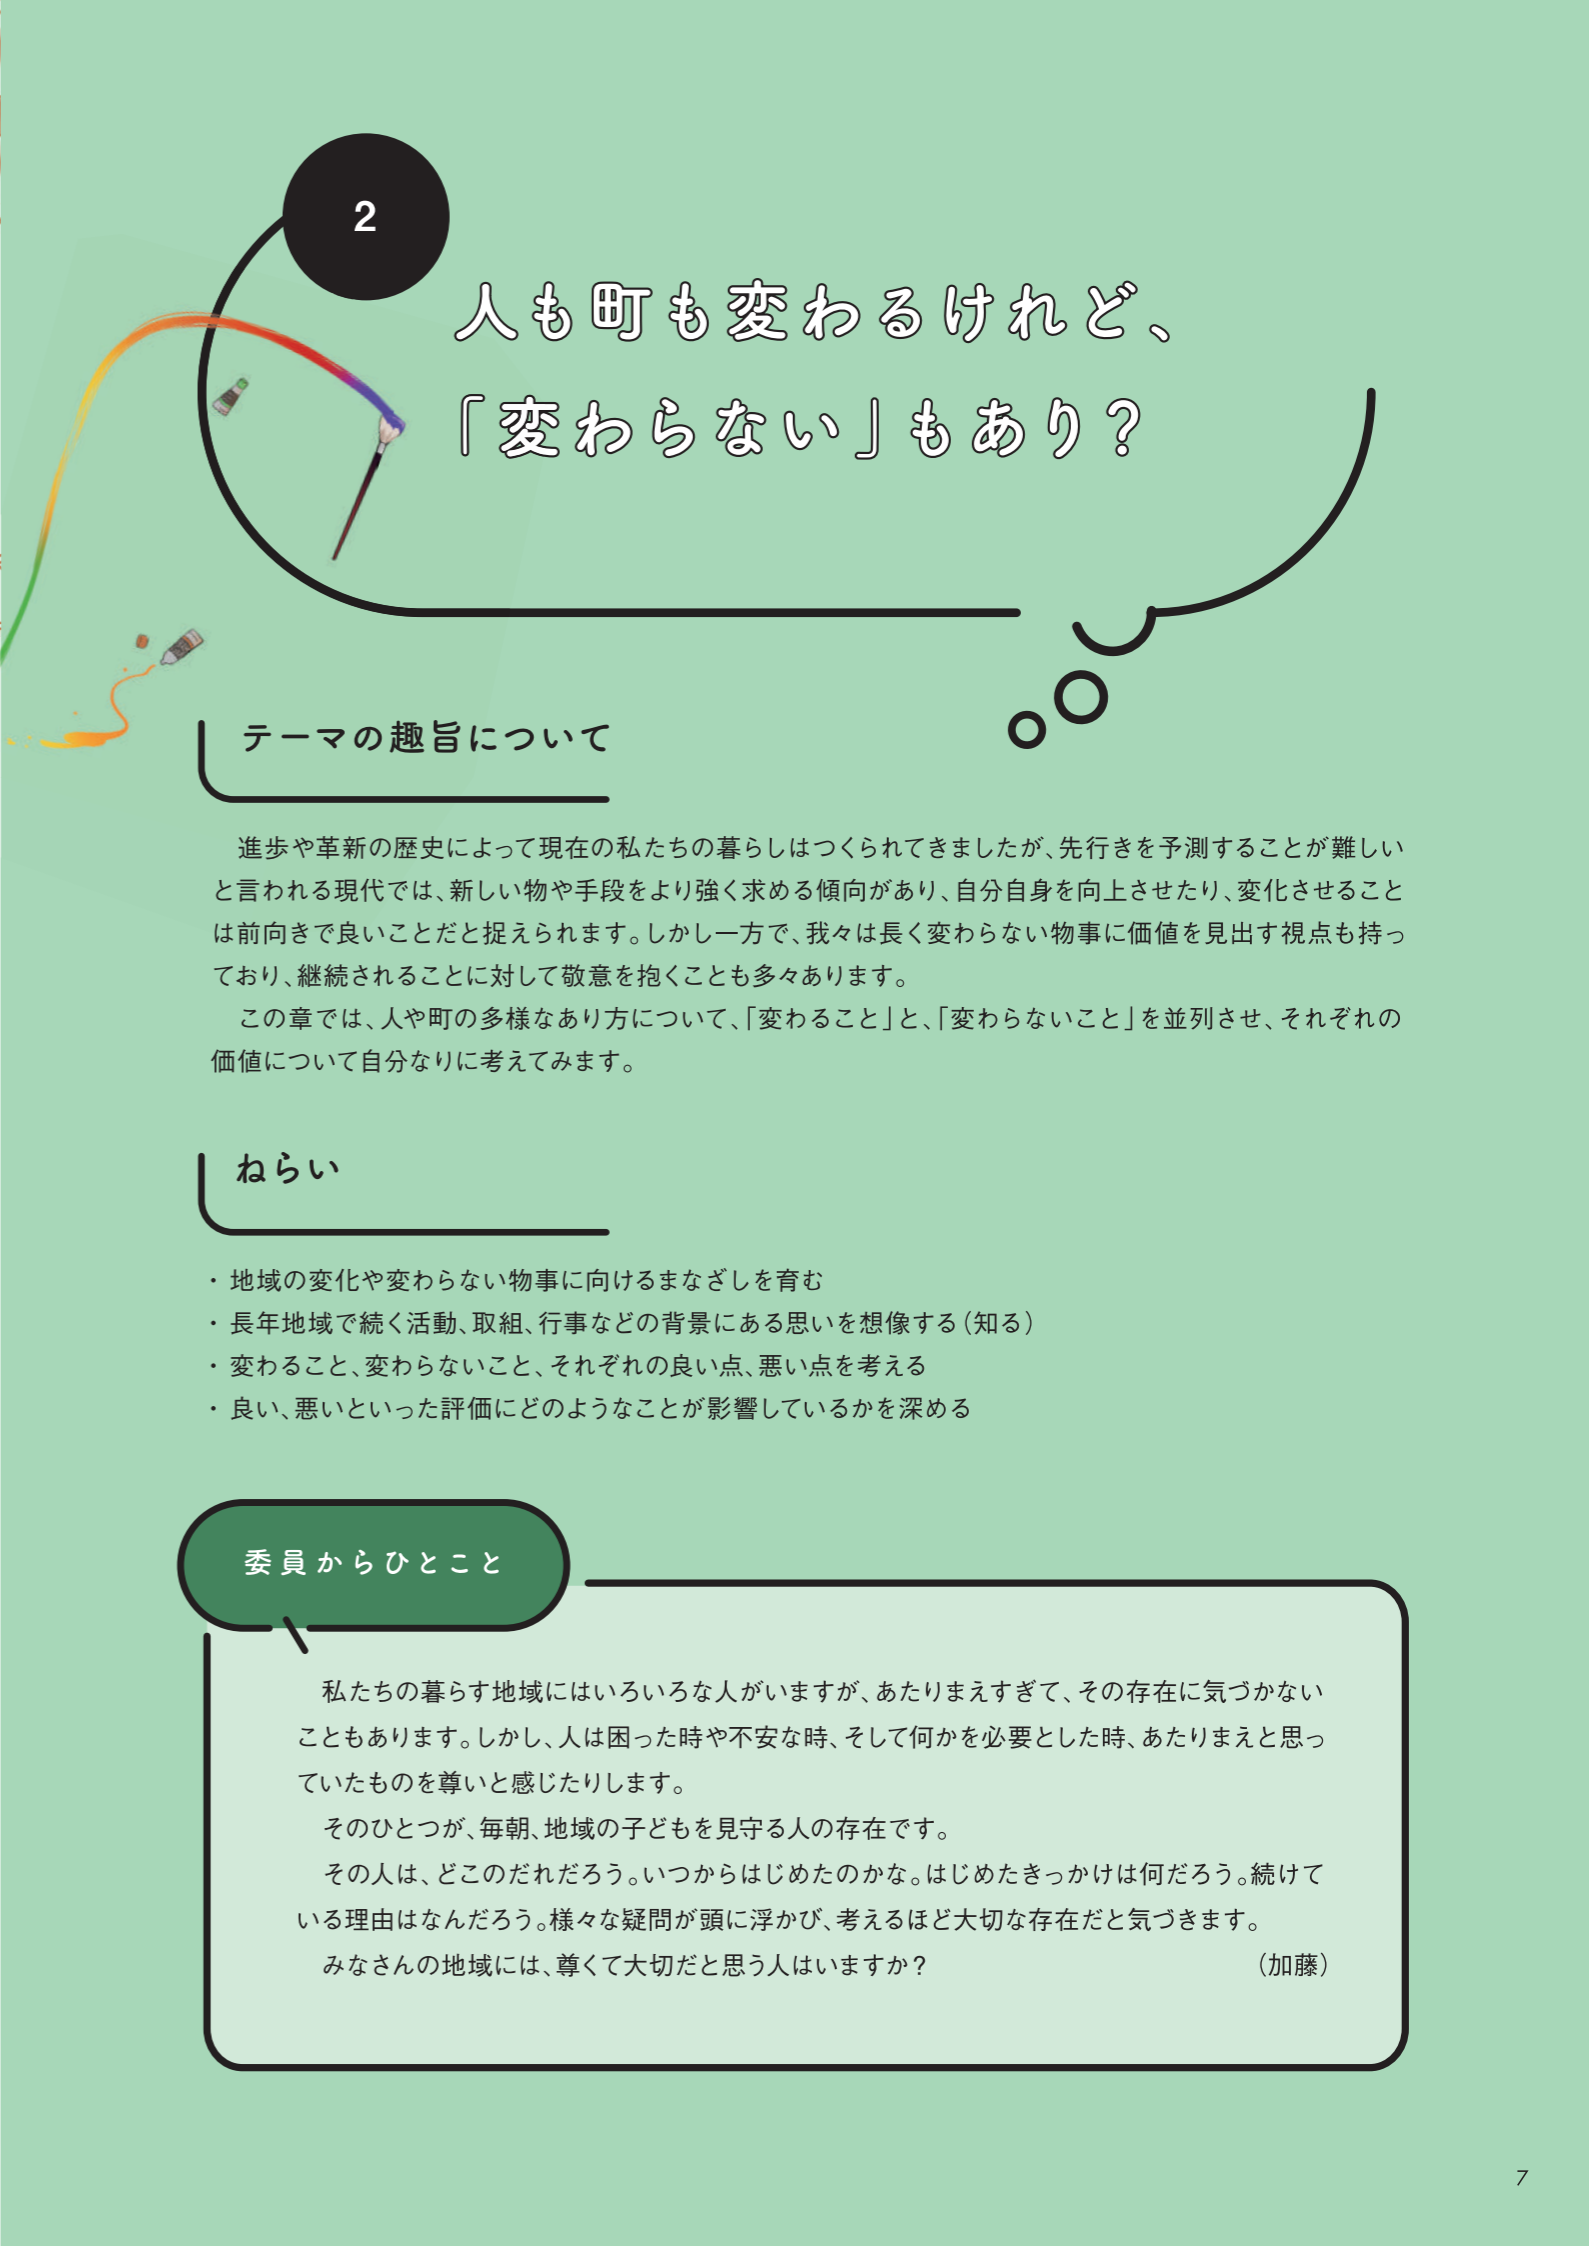 2
人も町も変わるけれど、
「変わらない」もあり？
テーマの趣旨について
進歩や革新の歴史によって現在の私たちの暮らしはつくられてきましたが、先行きを予測することが難しい
と言われる現代では、新しい物や手段をより強く求める傾向があり、自分自身を向上させたり、変化させること
は前向きで良いことだと捉えられます。しかし一方で、我々は長く変わらない物事に価値を見出す視点も持っ
ており、継続されることに対して敬意を抱くことも多々あります。
この章では、人や町の多様なあり方について、「変わること」と、「変わらないこと」を並列させ、それぞれの
価値について自分なりに考えてみます。
ねらい
・ 地域の変化や変わらない物事に向けるまなざしを育む
・ 長年地域で続く活動、取組、行事などの背景にある思いを想像する（知る）
・ 変わること、変わらないこと、それぞれの良い点、悪い点を考える
・ 良い、悪いといった評価にどのようなことが影響しているかを深める
委員からひとこと
私たちの暮らす地域にはいろいろな人がいますが、あたりまえすぎて、その存在に気づかない
こともあります。しかし、人は困った時や不安な時、そして何かを必要とした時、あたりまえと思っ
ていたものを尊いと感じたりします。
そのひとつが、毎朝、地域の子どもを見守る人の存在です。
その人は、どこのだれだろう。いつからはじめたのかな。はじめたきっかけは何だろう。続けて
いる理由はなんだろう。様々な疑問が頭に浮かび、考えるほど大切な存在だと気づきます。
みなさんの地域には、尊くて大切だと思う人はいますか？ （加藤）
7